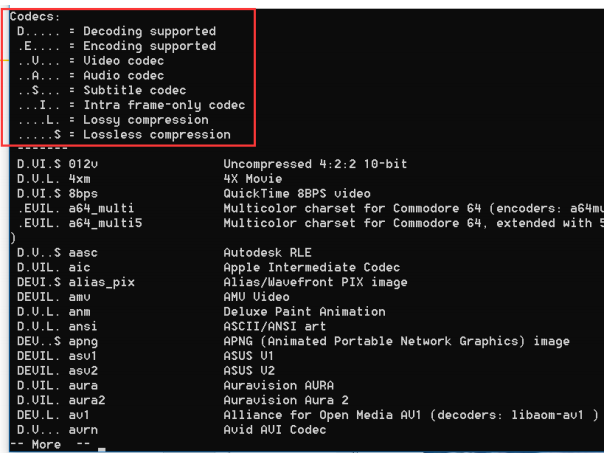 Codecs:
D..... = Decoding supported
.E.... = Encoding supported
..V... = Video codec
..A... = Audio codec
..S... = Subtitle codec
...I.. = Intra frame-only codec
....L. = Lossy compression
.....S = Lossless compression
-------
D.VI.S 012v Uncompressed 4:2:2 10-bit
D.V.L. 4xm 4X Movie
D.VI.S 8bps QuickTime 8BPS video
.EVIL. a64_multi Multicolor charset for Commodore 64 (encoders: a64mu
.EVIL. a64_multi5 Multicolor charset for Commodore 64, extended with 5
)
D.V..S aasc Autodesk RLE
D.VIL. aic Apple Intermediate Codec
DEVI.S alias_pix Alias/Wavefront PIX image
DEVIL. amv AMV Video
D.V.L. anm Deluxe Paint Animation
D.V.L. ansi ASCII/ANSI art
DEV..S apng APNG (Animated Portable Network Graphics) image
DEVIL. asv1 ASUS V1
DEVIL. asv2 ASUS V2
D.VIL. aura Auravision AURA
D.VIL. aura2 Auravision Aura 2
DEV.L. av1 Alliance for Open Media AV1 (decoders: libaom-av1 )
D.V... avrn Avid AVI Codec
-- More --